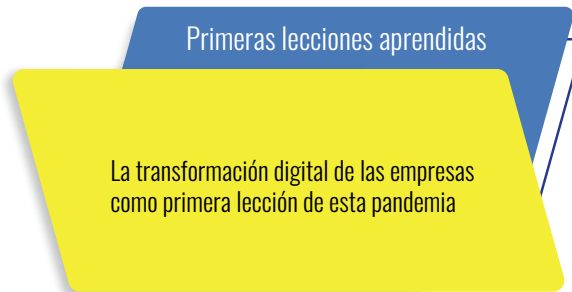 Primeras lecciones aprendidas
La transformación digital de las empresas
como primera lección de esta pandemia